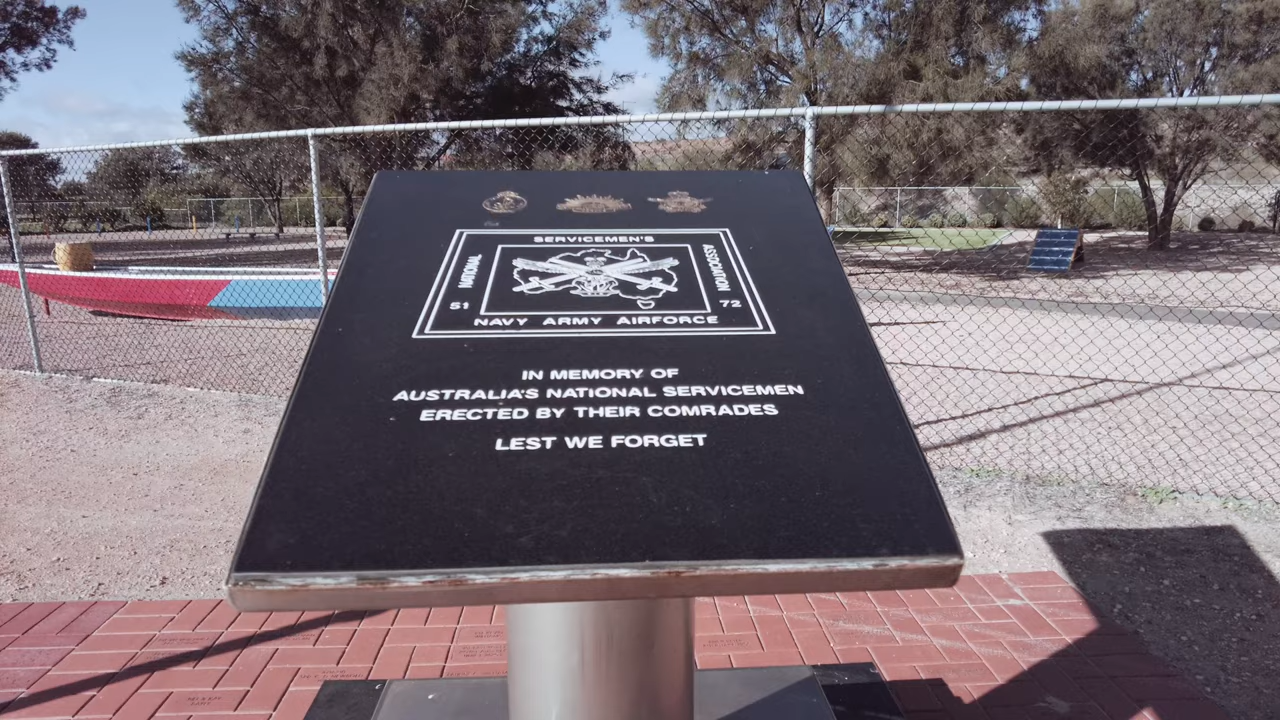 SERVICEMEN'S
NATIONAL
ASSOCIATION
51
72
NAVY ARMY AIRFORCE
IN MEMORY OF
AUSTRALIA'S NATIONAL SERVICEMEN
ERECTED BY THEIR COMRADES
LEST WE FORGET